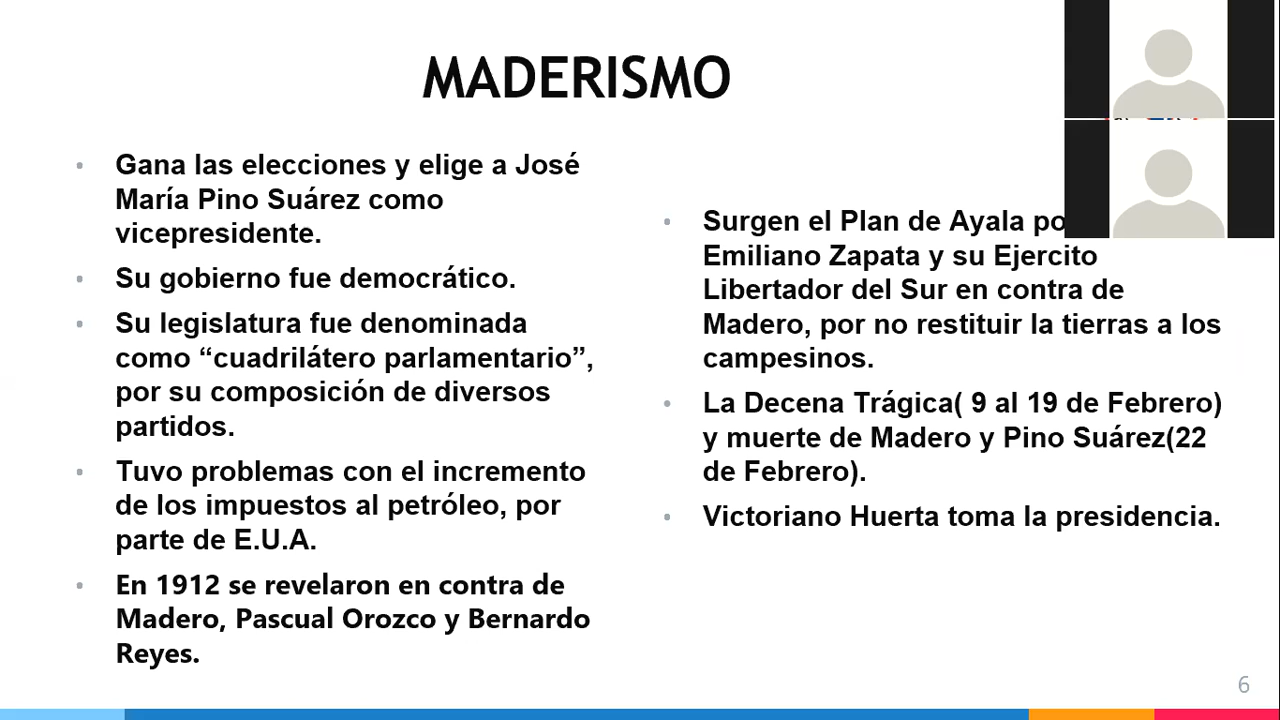 MADERISMO
Gana las elecciones y elige a José
María Pino Suárez como
vicepresidente.
Su gobierno fue democrático.
Su legislatura fue denominada
como “cuadrilátero parlamentario”,
por su composición de diversos
partidos.
Tuvo problemas con el incremento
de los impuestos al petróleo, por
parte de E.U.A.
En 1912 se revelaron en contra de
Madero, Pascual Orozco y Bernardo
Reyes.
Surgen el Plan de Ayala
Emiliano Zapata y su Ejercito
Libertador del Sur en contra de
Madero, por no restituir la tierras a los
campesinos.
La Decena Trágica( 9 al 19 de Febrero)
y muerte de Madero y Pino Suárez(22
de Febrero).
Victoriano Huerta toma la presidencia.
6